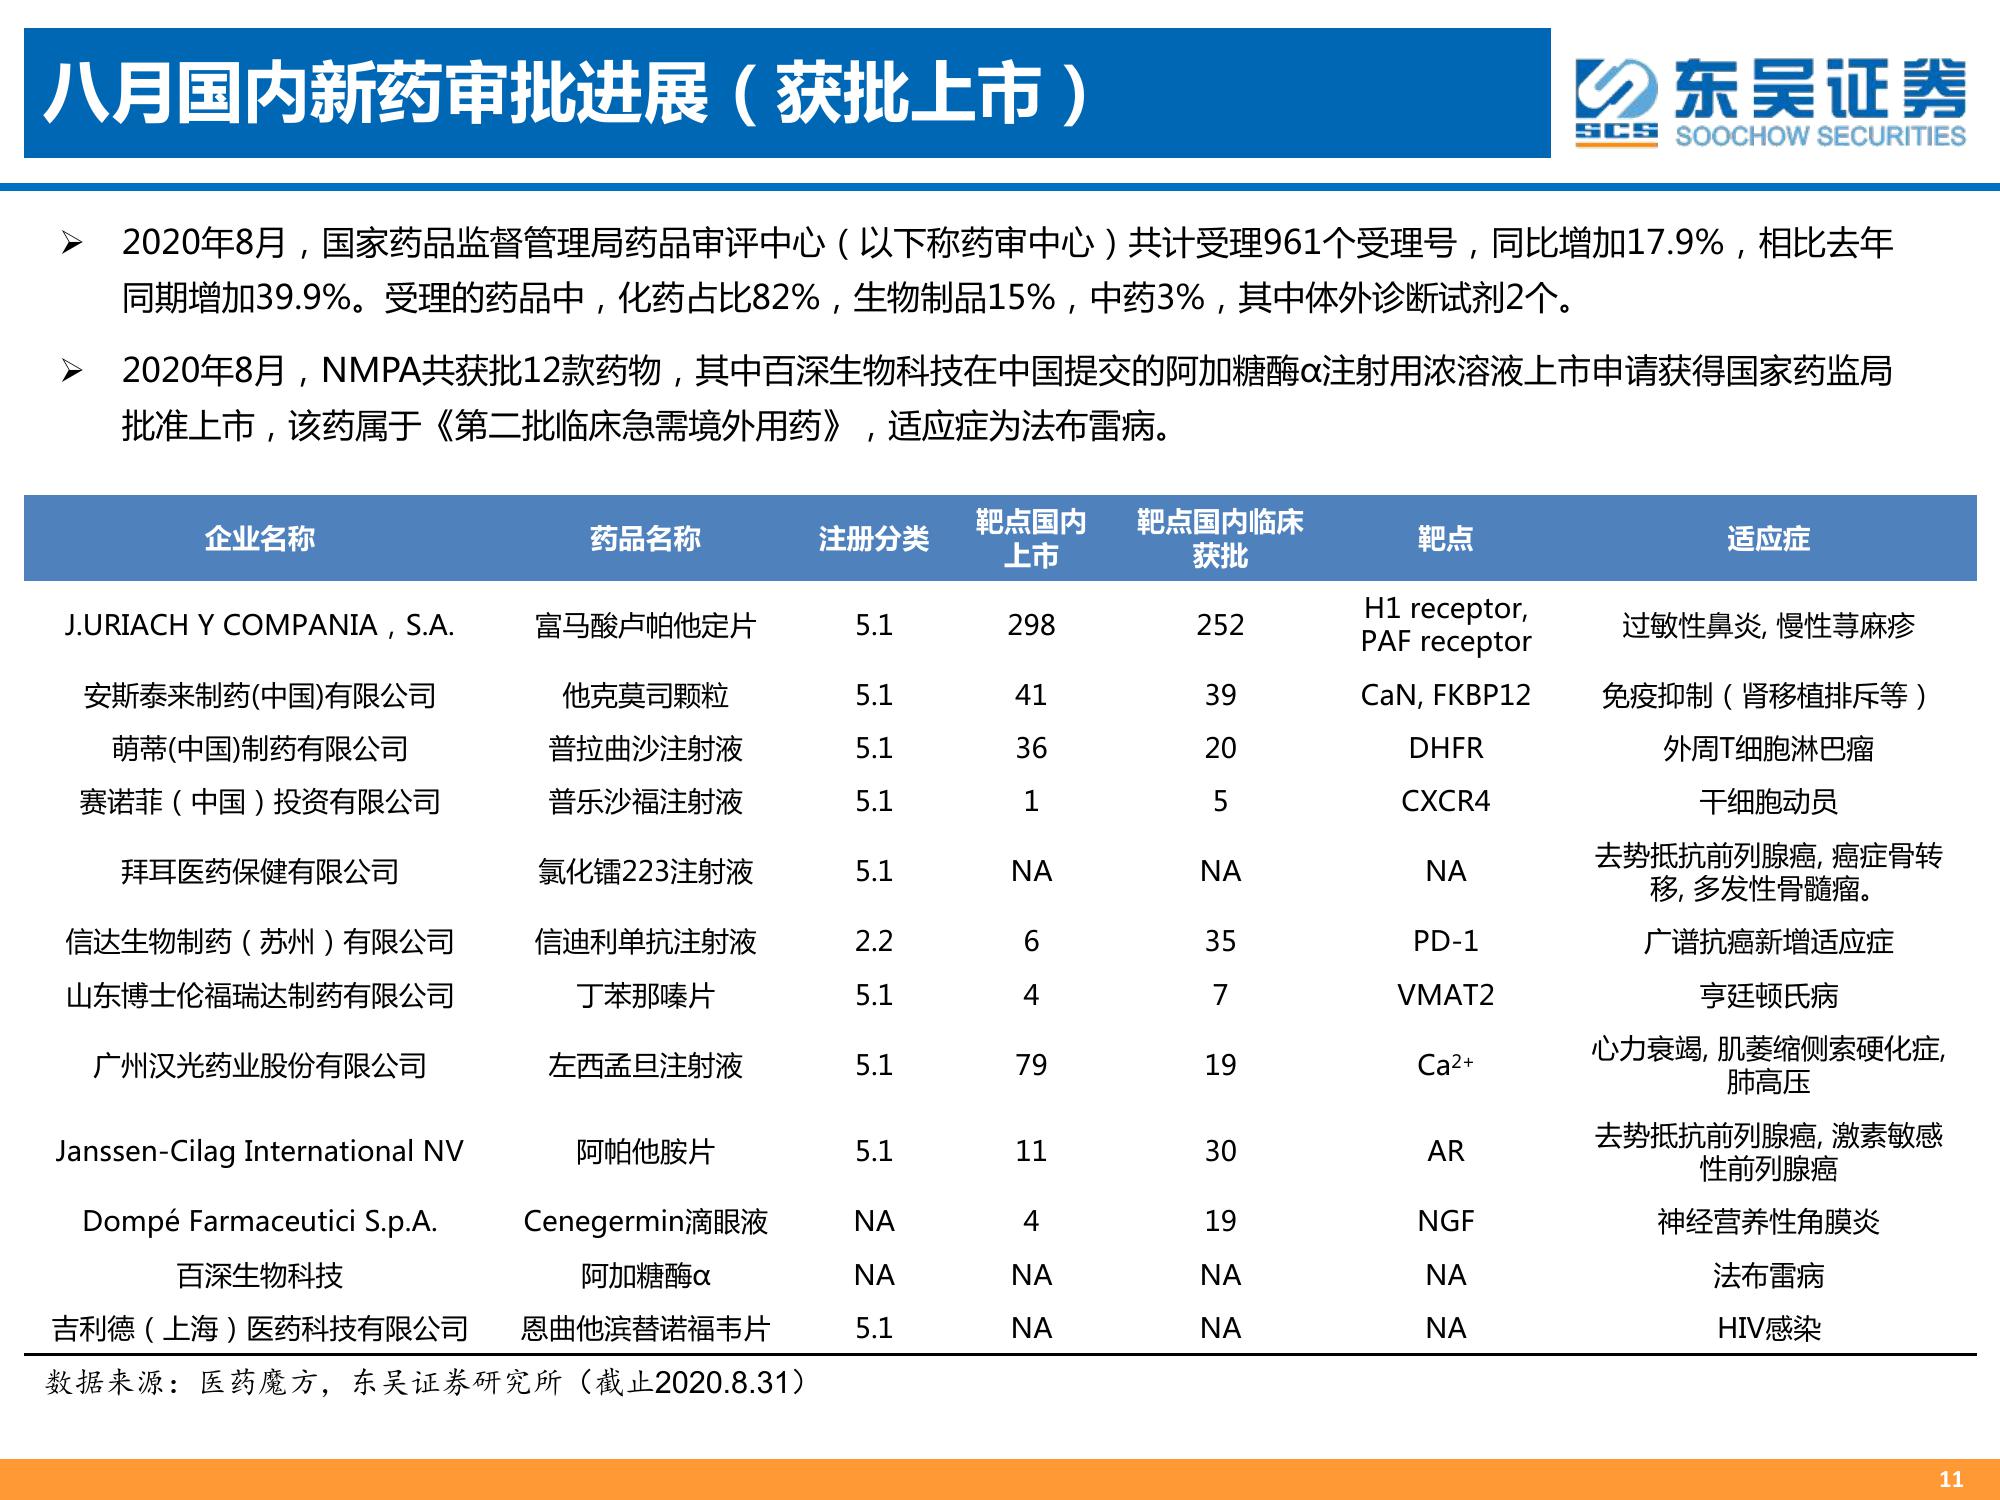 八月国内新药审批进展（获批上市）
东吴证券
SCS
SOOCHOW SECURITIES
➢ 2020年8月，国家药品监督管理局药品审评中心（以下称药审中心）共计受理961个受理号，同比增加17.9%，相比去年
同期增加39.9%。受理的药品中，化药占比82%，生物制品15%，中药3%，其中体外诊断试剂2个。
➢ 2020年8月，NMPA共获批12款药物，其中百深生物科技在中国提交的阿加糖酶α注射用浓溶液上市申请获得国家药监局
批准上市，该药属于《第二批临床急需境外用药》，适应症为法布雷病。
企业名称 药品名称 注册分类 靶点国内上市 靶点国内临床获批 靶点 适应症
J.URIACH Y COMPANIA，S.A. 富马酸卢帕他定片 5.1 298 252 H1 receptor, PAF receptor 过敏性鼻炎, 慢性荨麻疹
安斯泰来制药(中国)有限公司 他克莫司颗粒 5.1 41 39 CaN, FKBP12 免疫抑制（肾移植排斥等）
萌蒂(中国)制药有限公司 普拉曲沙注射液 5.1 36 20 DHFR 外周T细胞淋巴瘤
赛诺菲（中国）投资有限公司 普乐沙福注射液 5.1 1 5 CXCR4 干细胞动员
拜耳医药保健有限公司 氯化镭223注射液 5.1 NA NA NA 去势抵抗前列腺癌, 癌症骨转移, 多发性骨髓瘤。
信达生物制药（苏州）有限公司 信迪利单抗注射液 2.2 6 35 PD-1 广谱抗癌新增适应症
山东博士伦福瑞达制药有限公司 丁苯那嗪片 5.1 4 7 VMAT2 亨廷顿氏病
广州汉光药业股份有限公司 左西孟旦注射液 5.1 79 19 Ca²⁺ 心力衰竭, 肌萎缩侧索硬化症, 肺高压
Janssen-Cilag International NV 阿帕他胺片 5.1 11 30 AR 去势抵抗前列腺癌, 激素敏感性前列腺癌
Dompé Farmaceutici S.p.A. Cenegermin滴眼液 NA 4 19 NGF 神经营养性角膜炎
百深生物科技 阿加糖酶α NA NA NA NA 法布雷病
吉利德（上海）医药科技有限公司 恩曲他滨替诺福韦片 5.1 NA NA NA HIV感染
数据来源：医药魔方，东吴证券研究所（截止2020.8.31）
11